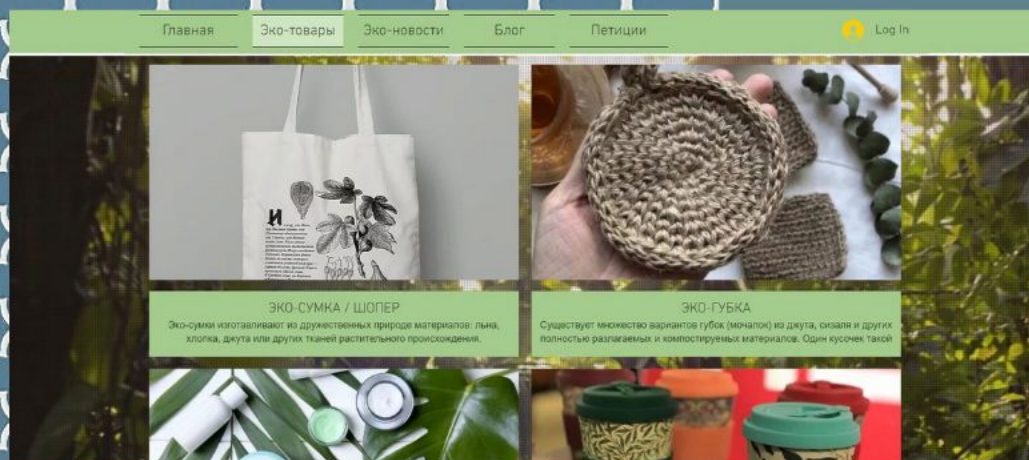 Главная
Эко-товары
Эко-новости
Блог
Петиции
Log In
И
ЭКО-СУМКА / ШОПЕР
Эко-сумки изготавливают из дружественных природе материалов: льна,
хлопка, джута или других тканей растительного происхождения.
ЭКО-ГУБКА
Существует множество вариантов губок (мочалок) из джута, сизаля и других
полностью разлагаемых и компостируемых материалов. Один кусочек такой